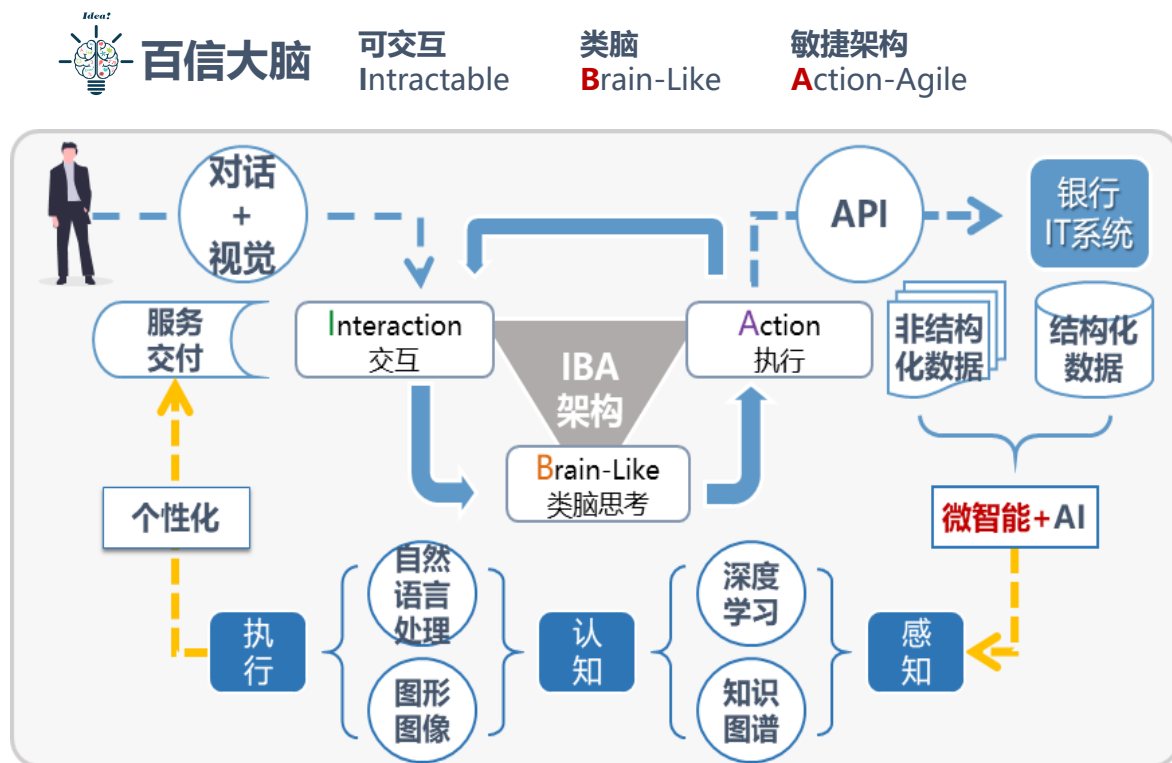 Idea!
百信大脑
可交互
Intractable
类脑
Brain-Like
敏捷架构
Action-Agile
对话
+
视觉
API
银行
IT系统
服务
交付
Interaction
交互
IBA
架构
Action
执行
非结构
化数据
结构化
数据
Brain-Like
类脑思考
个性化
微智能+AI
自然
语言
处理
深度
学习
执
行
认
知
感
知
图形
图像
知识
图谱